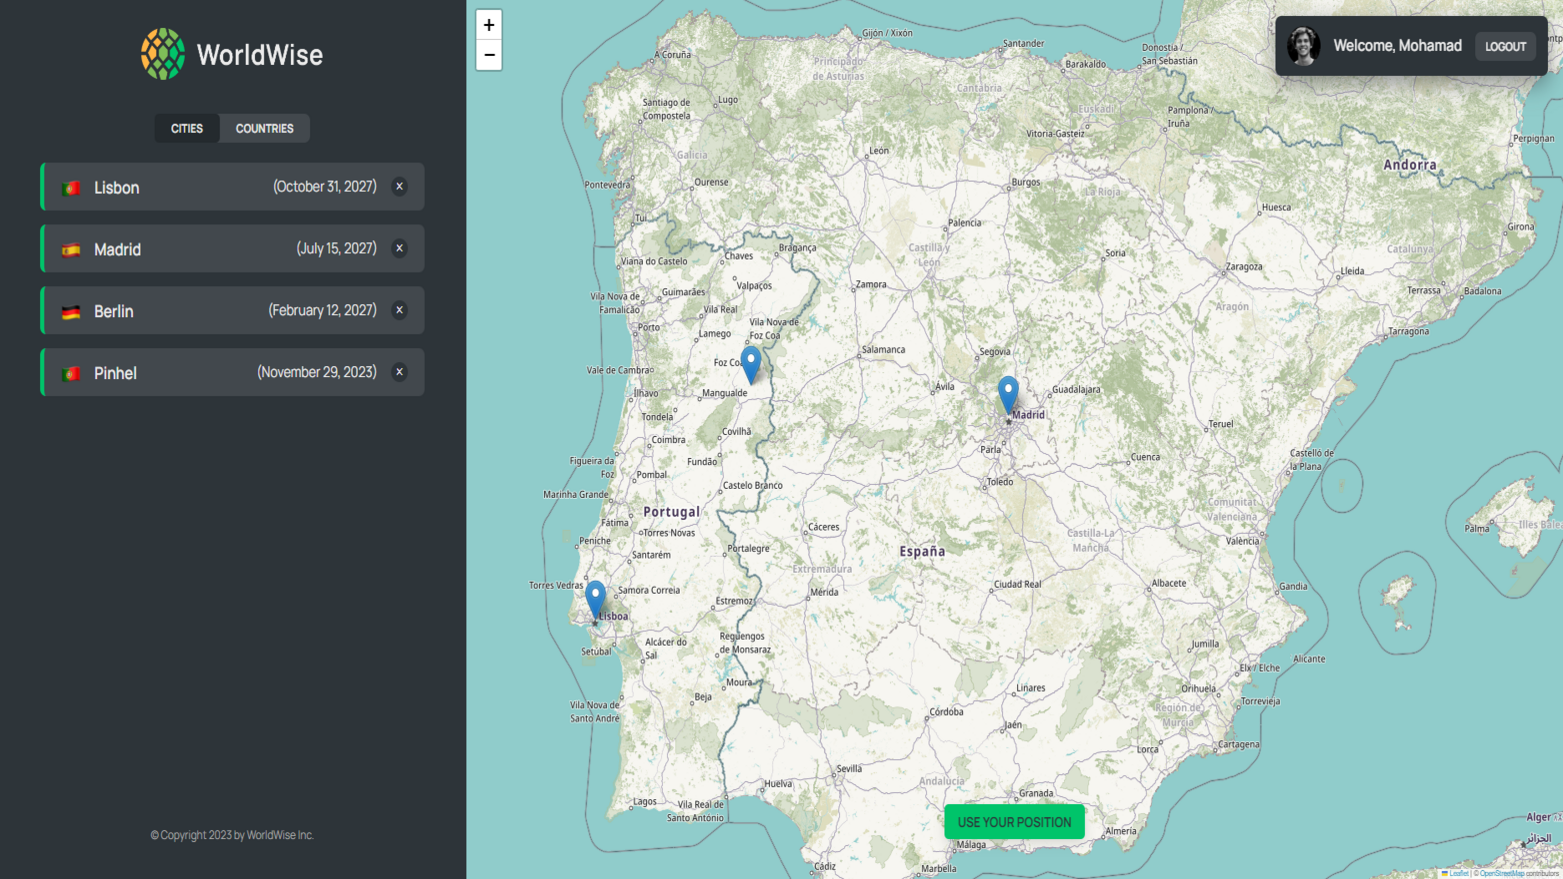 WorldWise
CITIES
COUNTRIES
Lisbon
(October 31, 2027)
×
Madrid
(July 15, 2027)
×
Berlin
(February 12, 2027)
×
Pinhel
(November 29, 2023)
×
© Copyright 2023 by WorldWise Inc.
+
−
Welcome, Mohamad
LOGOUT
Gijón / Xixón
A Coruña
Santander
Donostia /
San Sebastián
Barakaldo
Principado
de Asturias
Cantabria
Santiago de
Compostela
Lugo
Euskadi
Pamplona /
Iruña
Vitoria-Gasteiz
Perpignan
León
Galicia
Andorra
Pontevedra
Ourense
Burgos
La Rioja
Huesca
Tui
Palencia
Girona
Bragança
Castilla y
León
Soria
Catalunya
Viana do Castelo
Chaves
Zaragoza
Lleida
Valpaços
Zamora
Terrassa
Badalona
Guimarães
Vila Nova de
Famalicão
Vila Real
Aragón
Porto
Lamego
Vila Nova de
Foz Coa
Tarragona
Salamanca
Segovia
Foz Coa
Vale de Cambra
Ávila
Guadalajara
Ílhavo
Mangualde
Madrid
Tondela
Teruel
Covilhã
Coimbra
Parla
Castelló de
la Plana
Figueira da
Foz
Fundão
Cuenca
Pombal
Toledo
Castelo Branco
Marinha Grande
Comunitat
Valenciana
Portugal
Fátima
Cáceres
Palma
Illes Bale
Torres Novas
Castilla-La
Mancha
Peniche
València
Santarém
Portalegre
España
Extremadura
Torres Vedras
Samora Correia
Mérida
Ciudad Real
Albacete
Gandia
Estremoz
Lisboa
Reguengos
de Monsaraz
Alcácer do
Sal
Setúbal
Jumilla
Alicante
Elx / Elche
Moura
Linares
Orihuela
Beja
Torrevieja
Vila Nova de
Santo André
Córdoba
Región de
Murcia
Jaén
Lorca
Cartagena
Sevilla
Andalucía
Huelva
Granada
Lagos
Vila Real de
Santo António
USE YOUR POSITION
Almería
Málaga
Cádiz
Marbella
Alger
الجزائر
Leaflet | © OpenStreetMap contributors